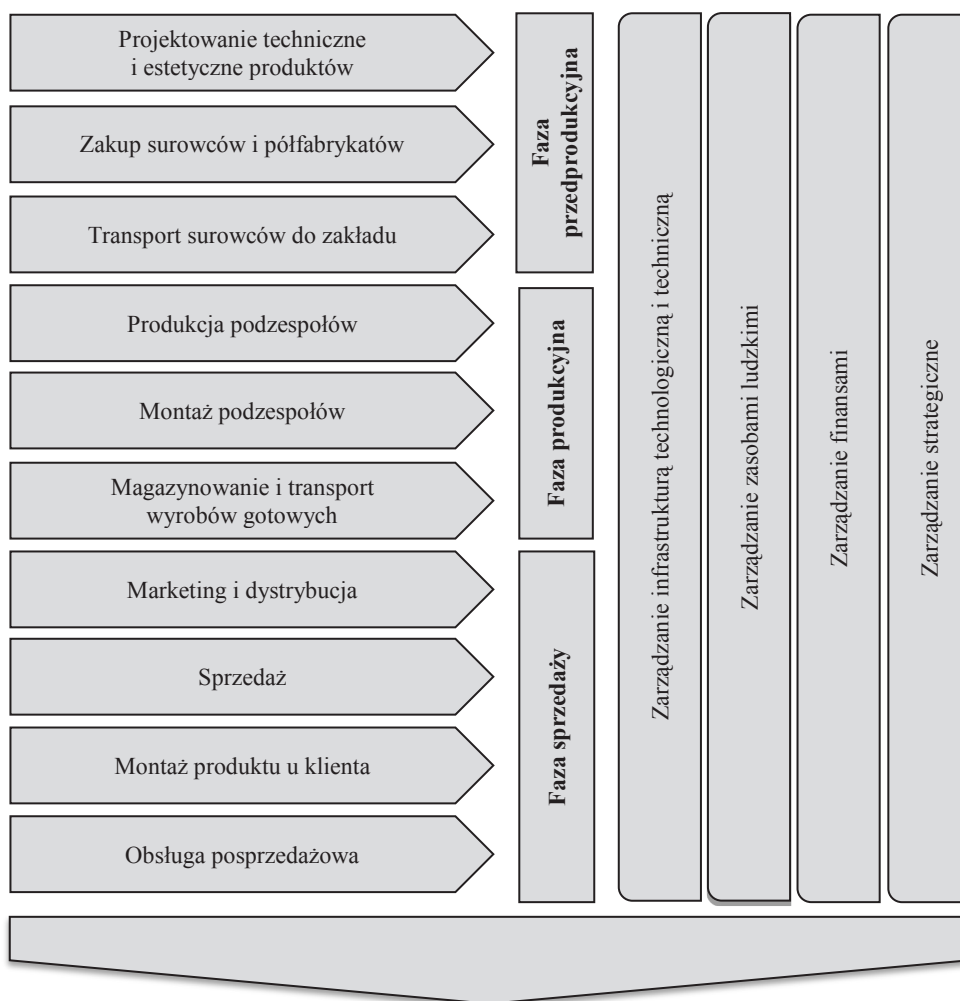 Projektowanie techniczne
i estetyczne produktów
Zakup surowców i półfabrykatów
Transport surowców do zakładu
Produkcja podzespołów
Montaż podzespołów
Magazynowanie i transport
wyrobów gotowych
Marketing i dystrybucja
Sprzedaż
Montaż produktu u klienta
Obsługa posprzedażowa
Faza
przedprodukcyjna
Faza produkcyjna
Faza sprzedaży
Zarządzanie infrastrukturą technologiczną i techniczną
Zarządzanie zasobami ludzkimi
Zarządzanie finansami
Zarządzanie strategiczne